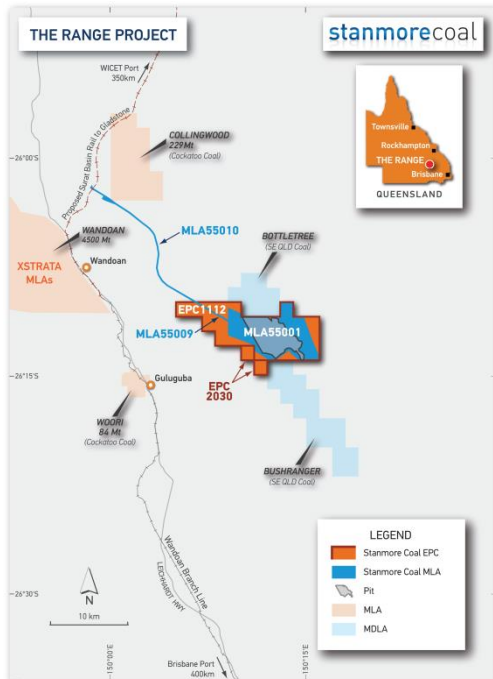 THE RANGE PROJECT
stanmorecoal
WICET Port
350km
Proposed Surat Basin Rail to Gladstone
COLLINGWOOD
229Mt
(Cockatoo Coal)
Townsville
Rockhampton
THE RANGE
Brisbane
QUEENSLAND
-26°00'S
MLA55010
WANDOAN
4500 Mt
XSTRATA
MLAs
Wandoan
BOTTLETREE
(SE QLD Coal)
EPC1112
MLA55009
MLA55001
-26°15'S
EPC
2030
Guluguba
WOORI
84 Mt
(Cockatoo Coal)
BUSHRANGER
(SE QLD Coal)
LEGEND
Stanmore Coal EPC
Stanmore Coal MLA
Pit
MLA
MDLA
Wandoan Branch Line
LEICHHARDT HWY
-26°30'S
N
10 km
Brisbane Port
400km
-150°00'E
-150°15'E